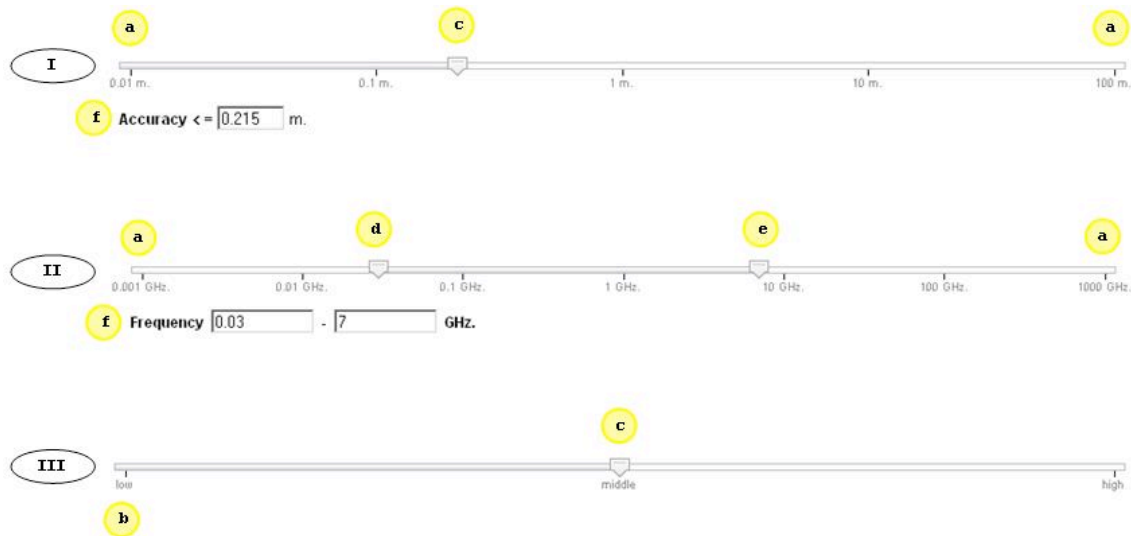 a c a
I
0.01 m. 0.1 m. 1 m. 10 m. 100 m.
f Accuracy < = 0.215 m.
a d e a
II
0.001 GHz. 0.01 GHz. 0.1 GHz. 1 GHz. 10 GHz. 100 GHz. 1000 GHz.
f Frequency 0.03 - 7 GHz.
c
III
low middle high
b